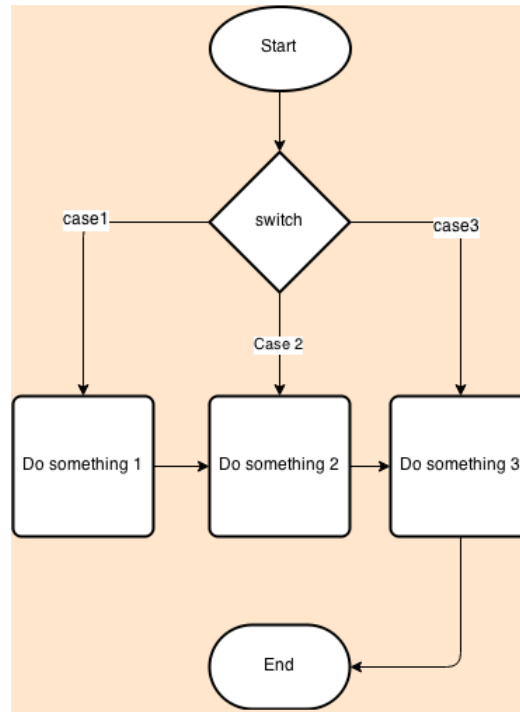 Start
switch
case1
case3
Case 2
Do something 1
Do something 2
Do something 3
End